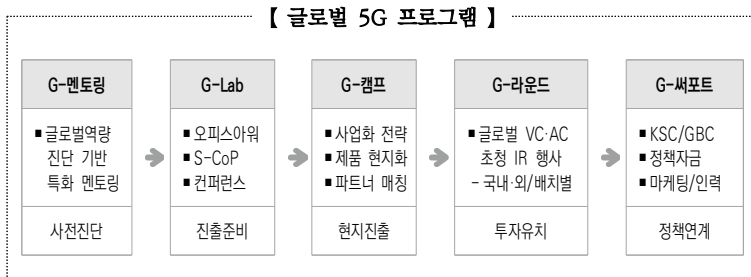 【 글로벌 5G 프로그램 】
G-멘토링
■ 글로벌역량
진단 기반
특화 멘토링
사전진단
G-Lab
■ 오피스아워
■ S-CoP
■ 컨퍼런스
진출준비
G-캠프
■ 사업화 전략
■ 제품 현지화
■ 파트너 매칭
현지진출
G-라운드
■ 글로벌 VC·AC
초청 IR 행사
- 국내·외/배치별
투자유치
G-써포트
■ KSC/GBC
■ 정책자금
■ 마케팅/인력
정책연계